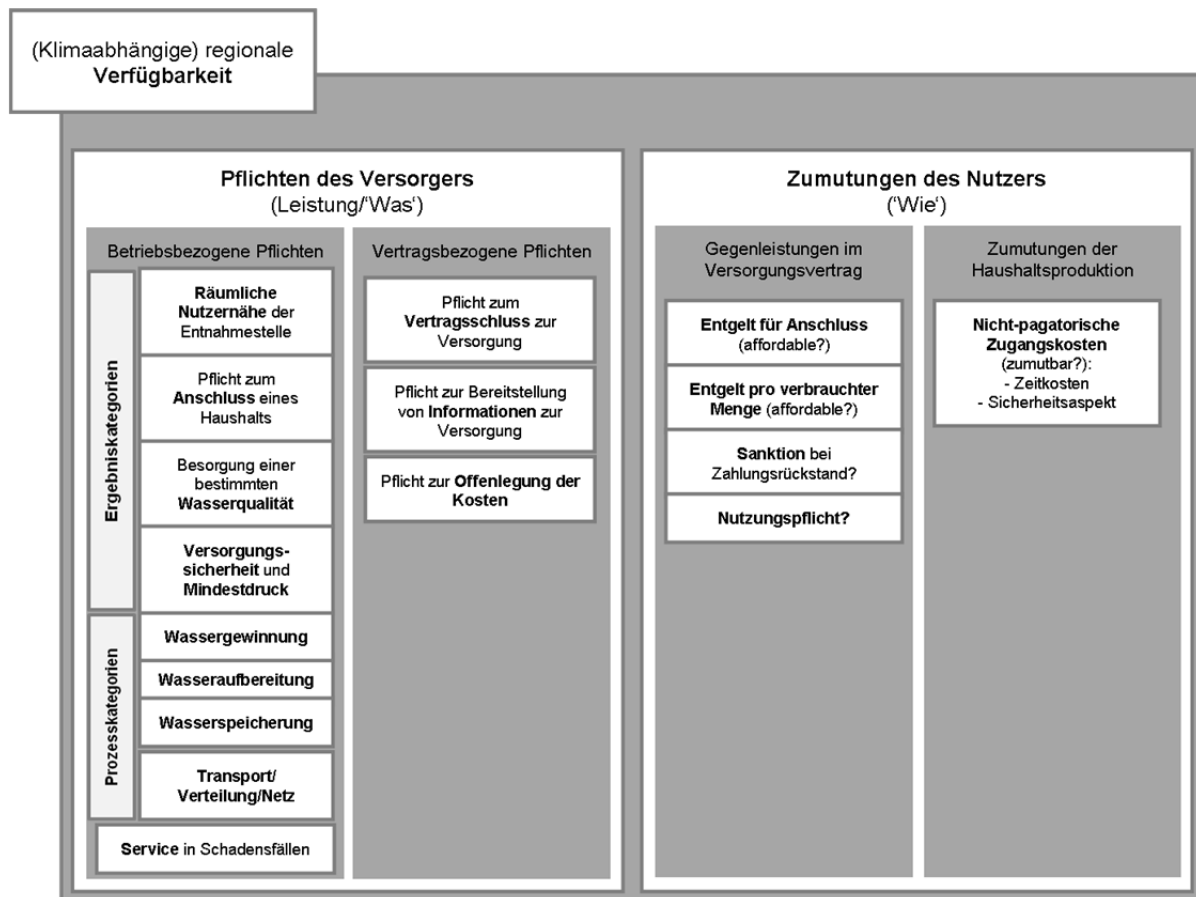 (Klimaabhängige) regionale
Verfügbarkeit
Pflichten des Versorgers
(Leistung/‘Was‘)
Betriebsbezogene Pflichten
Ergebniskategorien
Räumliche
Nutzernähe der
Entnahmestelle
Pflicht zum
Anschluss eines
Haushalts
Besorgung einer
bestimmten
Wasserqualität
Versorgungs-
sicherheit und
Mindestdruck
Prozesskategorien
Wassergewinnung
Wasseraufbereitung
Wasserspeicherung
Transport/
Verteilung/Netz
Service in Schadensfällen
Vertragsbezogene Pflichten
Pflicht zum
Vertragsschluss zur
Versorgung
Pflicht zur Bereitstellung
von Informationen zur
Versorgung
Pflicht zur Offenlegung der
Kosten
Zumutungen des Nutzers
(‘Wie‘)
Gegenleistungen im
Versorgungsvertrag
Entgelt für Anschluss
(affordable?)
Entgelt pro verbrauchter
Menge (affordable?)
Sanktion bei
Zahlungsrückstand?
Nutzungspflicht?
Zumutungen der
Haushaltsproduktion
Nicht-pagatorische
Zugangskosten
(zumutbar?):
- Zeitkosten
- Sicherheitsaspekt